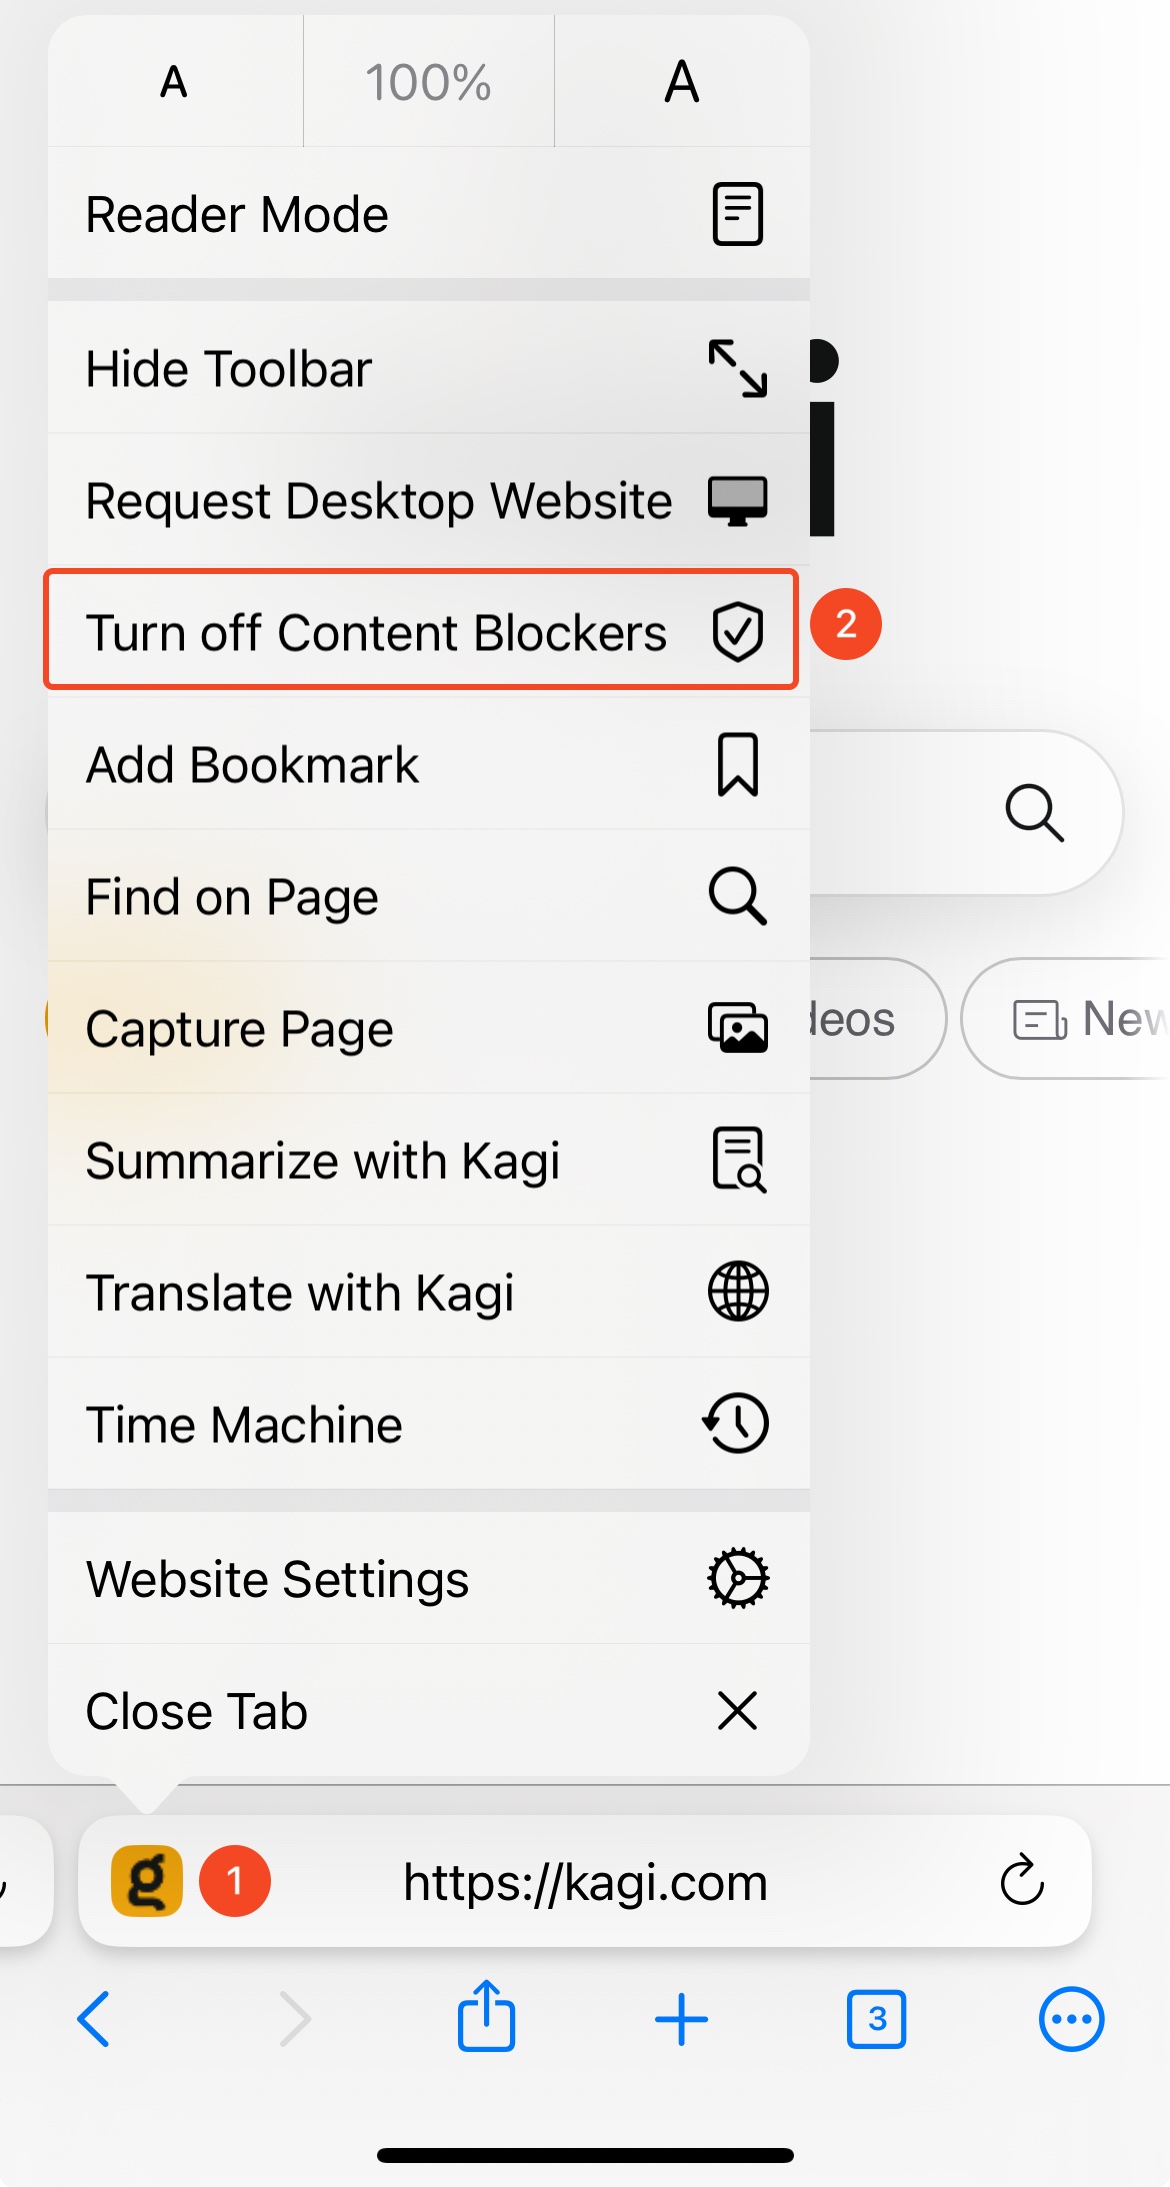 A 100% A
Reader Mode
Hide Toolbar
Request Desktop Website
Turn off Content Blockers
2
Add Bookmark
Find on Page
Capture Page
deos
New
Summarize with Kagi
Translate with Kagi
Time Machine
Website Settings
Close Tab
g 1 https://kagi.com
3